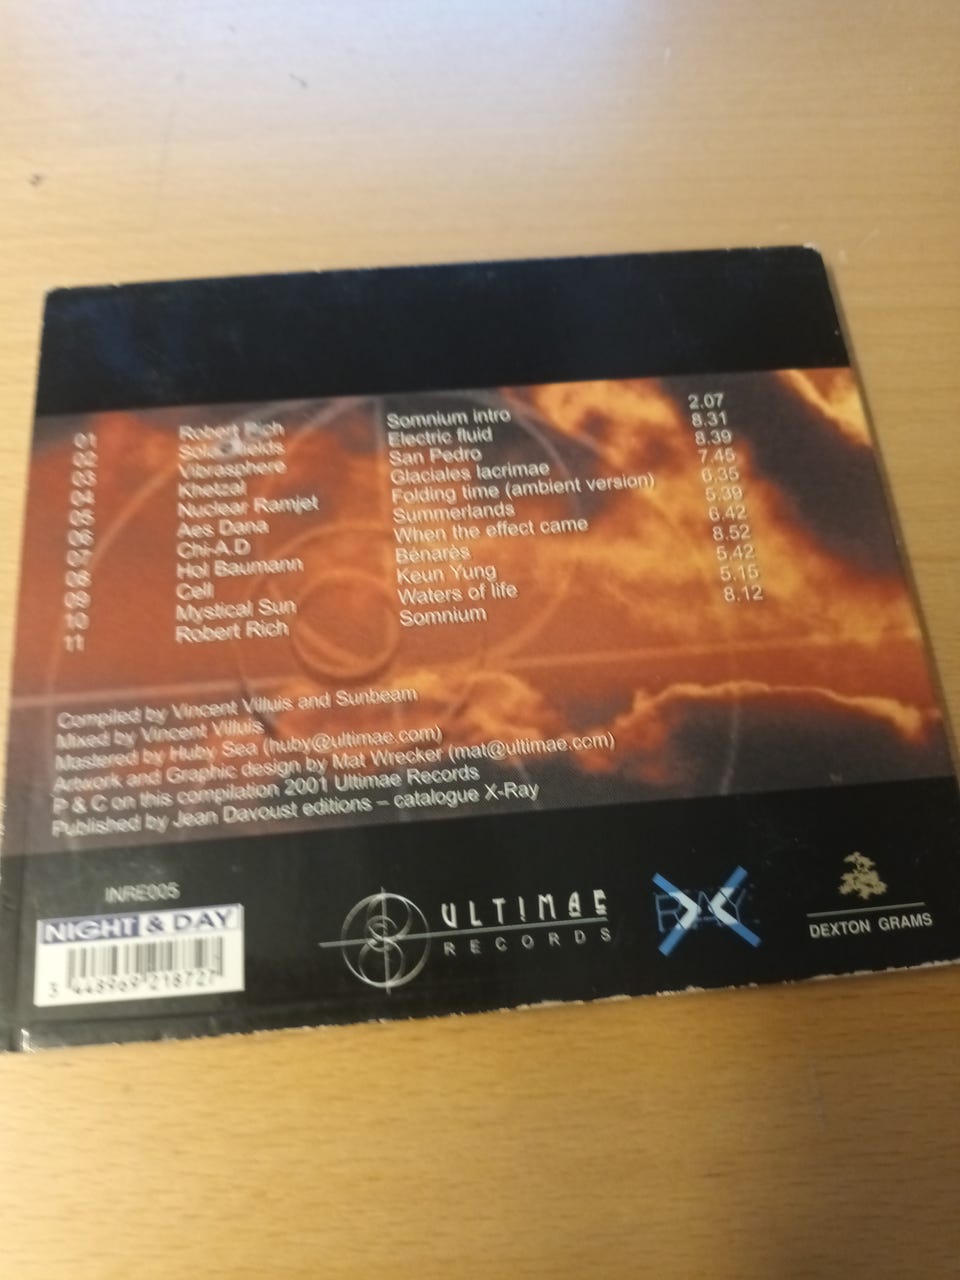 01 Robert Rich Somnium intro 2.07
02 Solar Fields Electric fluid 8.31
03 Vibrasphere San Pedro 8.39
04 Khetzal Glaciales lacrimae 7.45
05 Nuclear Ramjet Folding time (ambient version) 6.35
06 Aes Dana Summerlands 5.39
07 Chi-A.D When the effect came 6.42
08 Hol Baumann Bénarès 8.52
09 Cell Keun Yung 5.42
10 Mystical Sun Waters of life 5.15
11 Robert Rich Somnium 8.12
Compiled by Vincent Villuis and Sunbeam
Mixed by Vincent Villuis
Mastered by Huby Sea (huby@ultimae.com)
Artwork and Graphic design by Mat Wrecker (mat@ultimae.com)
P & C on this compilation 2001 Ultimae Records
Published by Jean Davoust editions – catalogue X-Ray
INRE005
NIGHT & DAY
3 448969 218727
ULTIMAE
RECORDS
X RAY
DEXTON GRAMS